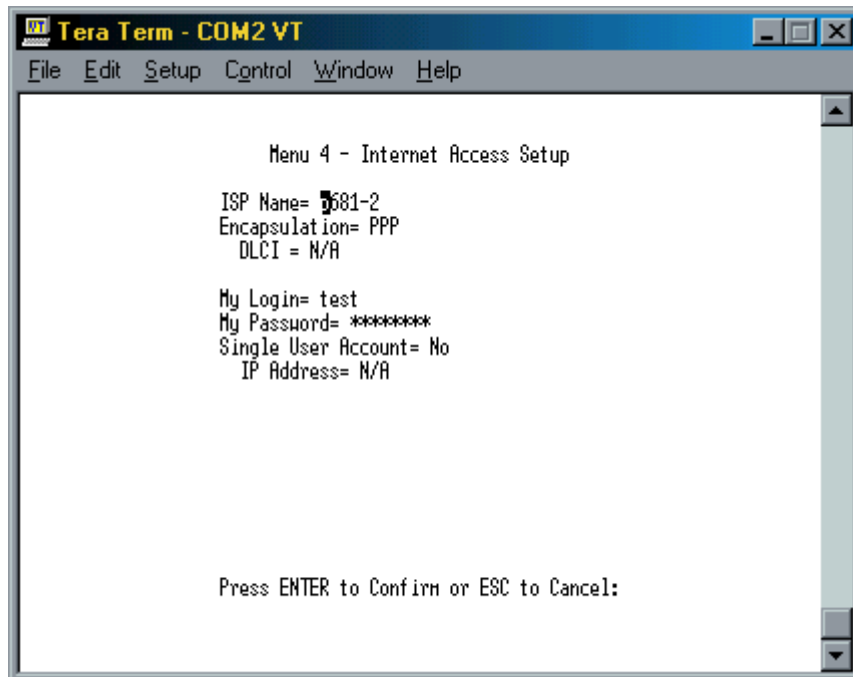 Tera Term - COM2 VT
File Edit Setup Control Window Help
Menu 4 - Internet Access Setup
ISP Name= p681-2
Encapsulation= PPP
DLCI = N/A
My Login= test
My Password= ********
Single User Account= No
IP Address= N/A
Press ENTER to Confirm or ESC to Cancel: